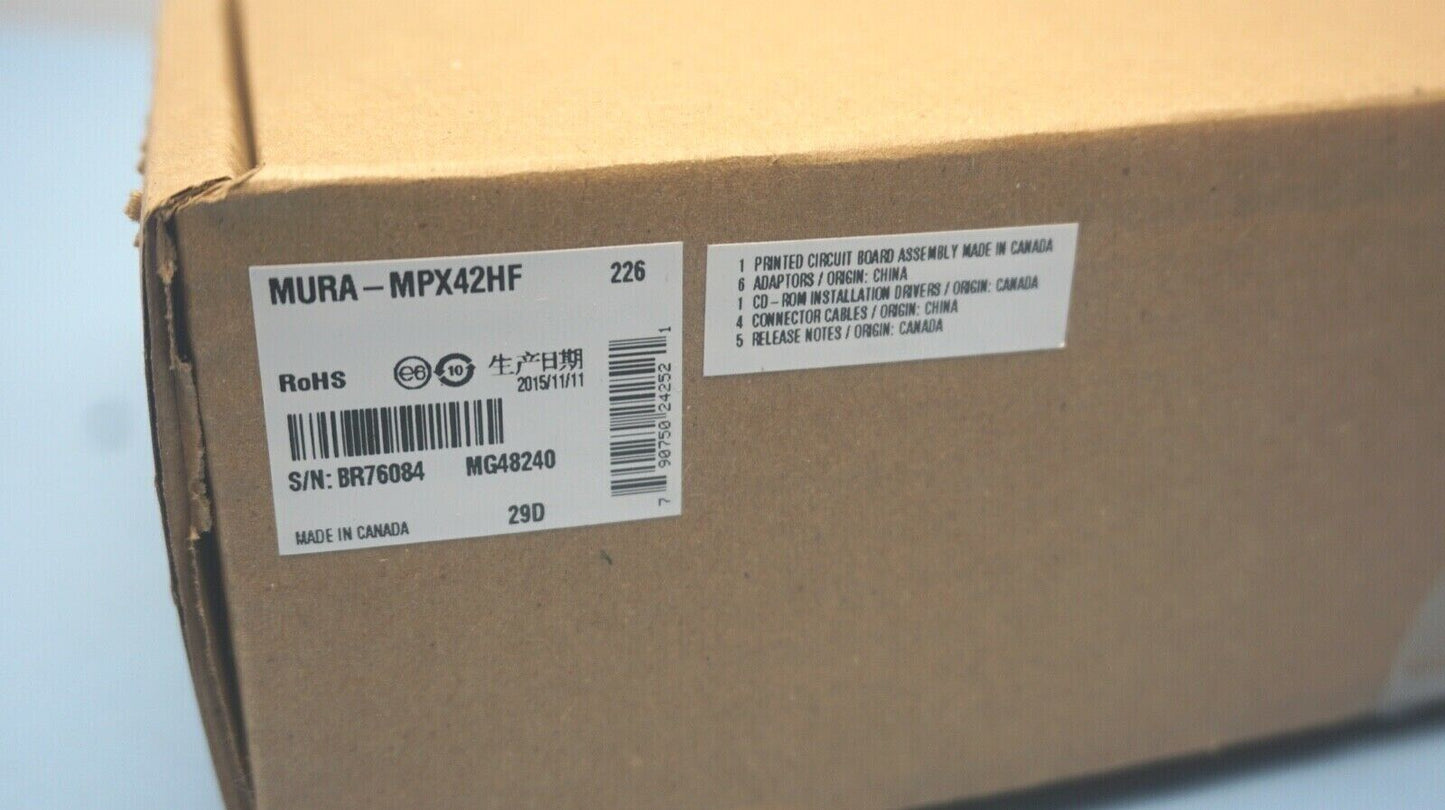 MURA-MPX42HF 226
RoHS e6 10 生产日期
2015/11/11
S/N: BR76084 MG48240
29D
MADE IN CANADA
7 90750 24252 1
1 PRINTED CIRCUIT BOARD ASSEMBLY MADE IN CANADA
6 ADAPTORS / ORIGIN: CHINA
1 CD-ROM INSTALLATION DRIVERS / ORIGIN: CANADA
4 CONNECTOR CABLES / ORIGIN: CHINA
5 RELEASE NOTES / ORIGIN: CANADA